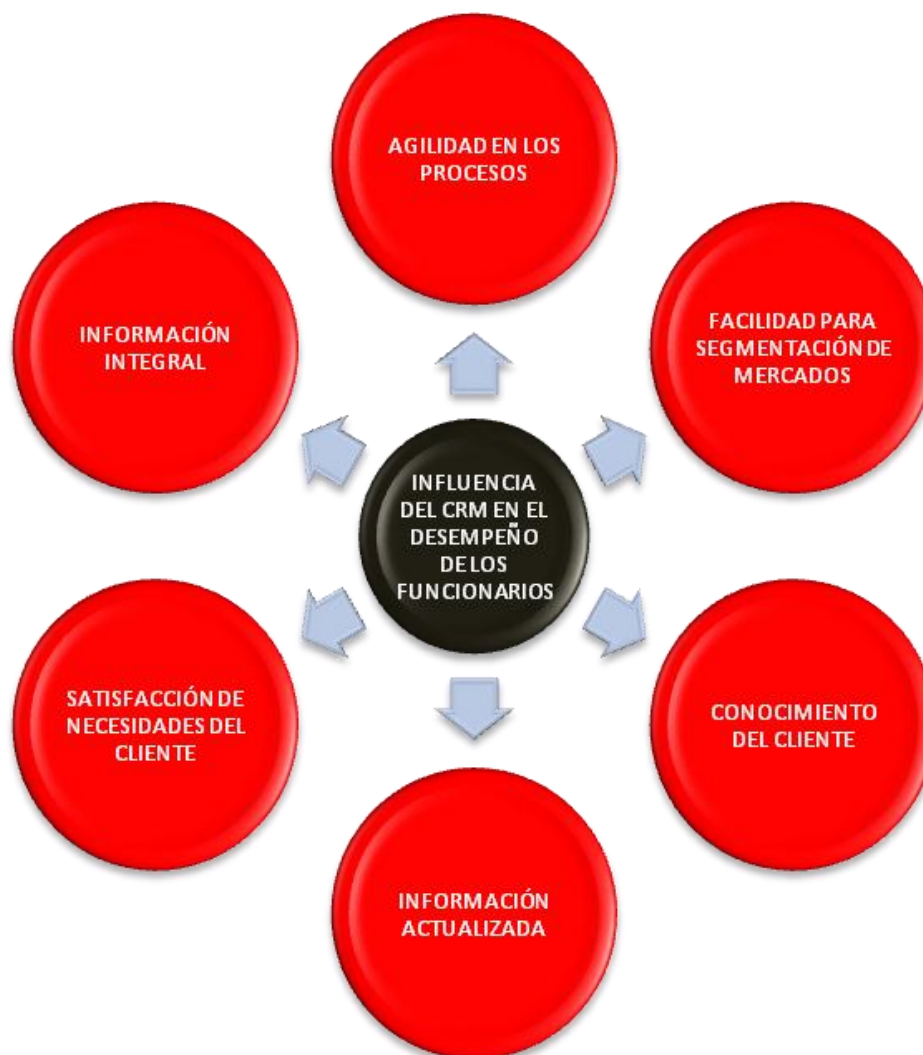 AGILIDAD EN LOS
PROCESOS
FACILIDAD PARA
SEGMENTACIÓN DE
MERCADOS
CONOCIMIENTO
DEL CLIENTE
INFORMACIÓN
ACTUALIZADA
SATISFACCIÓN DE
NECESIDADES DEL
CLIENTE
INFORMACIÓN
INTEGRAL
INFLUENCIA
DEL CRM EN EL
DESEMPEÑO
DE LOS
FUNCIONARIOS